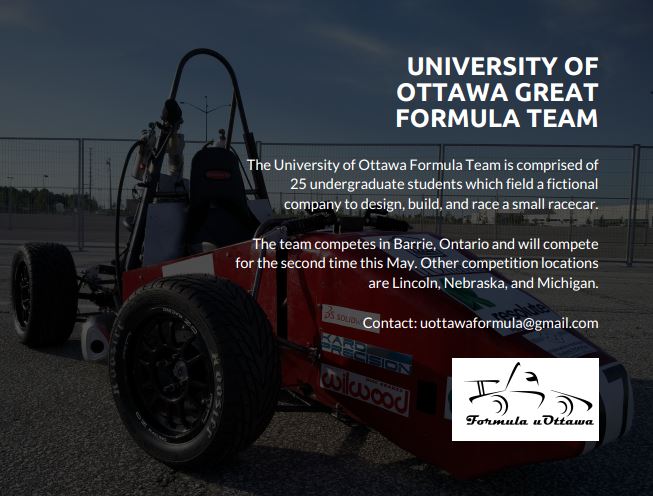 UNIVERSITY OF
OTTAWA GREAT
FORMULA TEAM
The University of Ottawa Formula Team is comprised of
25 undergraduate students which field a fictional
company to design, build, and race a small racecar.
The team competes in Barrie, Ontario and will compete
for the second time this May. Other competition locations
are Lincoln, Nebraska, and Michigan.
Contact: uottawaformula@gmail.com
SOLID
KARD
PRECISION
wilwood
Formula uOttawa